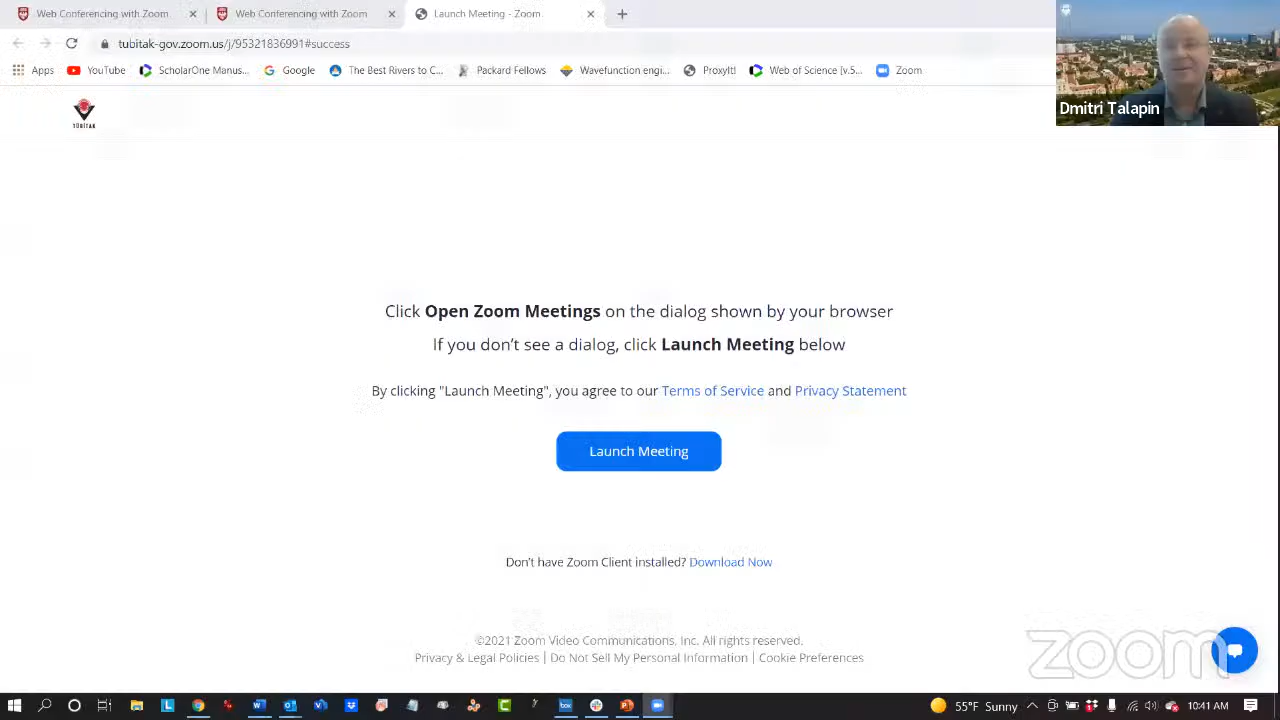 Web Conferencing with Zoom
Web Conferencing with Zoom
Launch Meeting - Zoom
tubitak-gov.zoom.us/j/95321836991#success
Apps
YouTube
ScholarOne Manus...
Google
The Best Rivers to C...
Packard Fellows
Wavefunction engi...
ProxyIt!
Web of Science [v.5...
Zoom
Dmitri Talapin
TÜBİTAK
Click Open Zoom Meetings on the dialog shown by your browser
If you don't see a dialog, click Launch Meeting below
By clicking "Launch Meeting", you agree to our Terms of Service and Privacy Statement
Launch Meeting
Don't have Zoom Client installed? Download Now
©2021 Zoom Video Communications, Inc. All rights reserved.
Privacy & Legal Policies | Do Not Sell My Personal Information | Cookie Preferences
zoom
55°F Sunny
10:41 AM